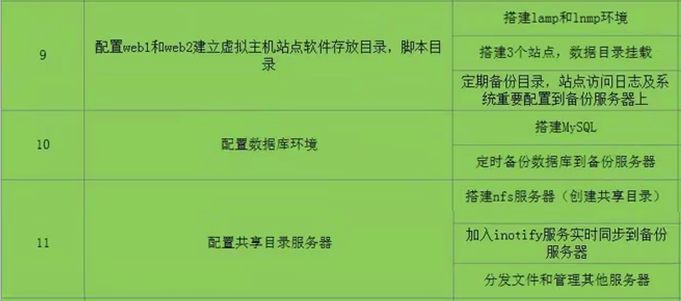 搭建lamp和lnmp环境
9
配置web1和web2建立虚拟主机站点软件存放目录，脚本目
录
搭建3个站点，数据目录挂载
定期备份目录，站点访问日志及系
统重要配置到备份服务器上
10
配置数据库环境
搭建MySQL
定时备份数据库到备份服务器
11
配置共享目录服务器
搭建nfs服务器（创建共享目录）
加入inotify服务实时同步到备份
服务器
分发文件和管理其他服务器